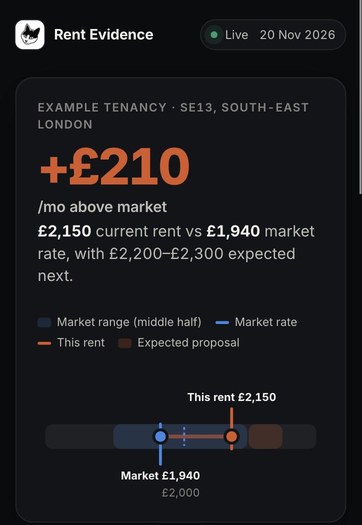 Rent Evidence
Live 20 Nov 2026
EXAMPLE TENANCY · SE13, SOUTH-EAST
LONDON
+£210
/mo above market
£2,150 current rent vs £1,940 market
rate, with £2,200–£2,300 expected
next.
Market range (middle half) Market rate
This rent Expected proposal
This rent £2,150
Market £1,940
£2,000